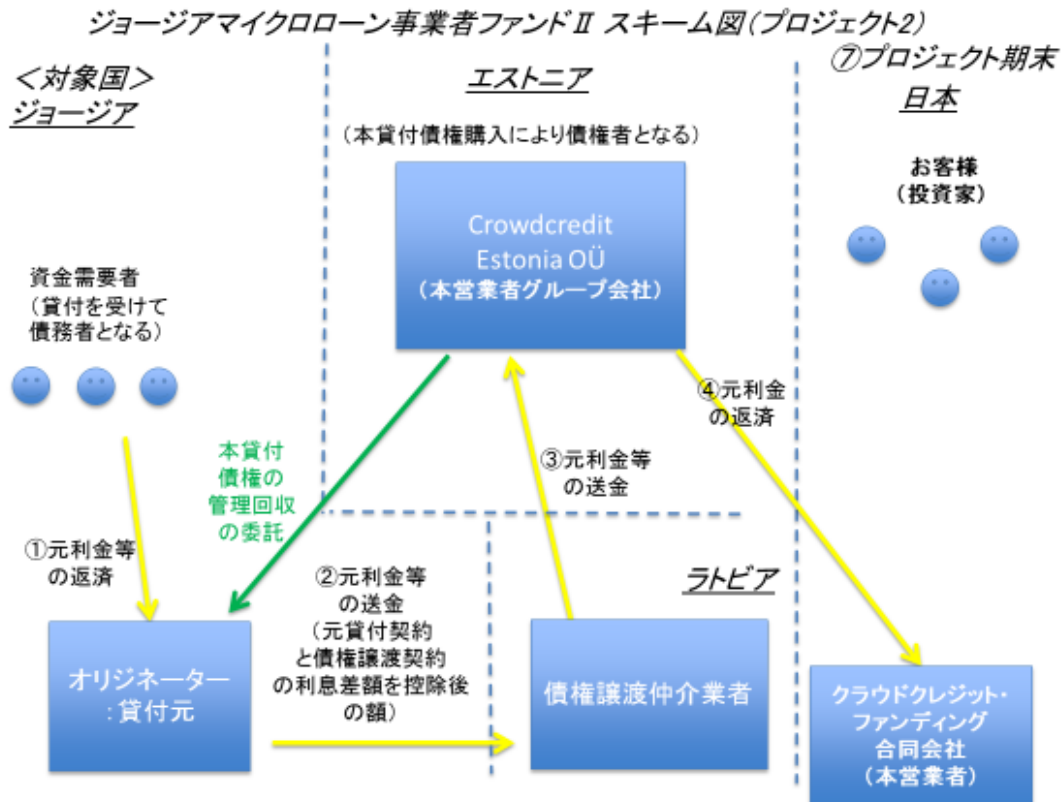 ジョージアマイクロローン事業者ファンドⅡ スキーム図(プロジェクト2)
⑦プロジェクト期末
<対象国>
ジョージア
エストニア
日本
(本貸付債権購入により債権者となる)
お客様
(投資家)
Crowdcredit
Estonia OÜ
(本営業者グループ会社)
資金需要者
(貸付を受けて
債務者となる)
④元利金
の返済
本貸付
債権の
管理回収
の委託
③元利金等
の送金
①元利金等
の返済
②元利金等
の送金
(元貸付契約
と債権譲渡契約
の利息差額を控除後
の額)
ラトビア
オリジネーター
:貸付元
債権譲渡仲介業者
クラウドクレジット・
ファンディング
合同会社
(本営業者)